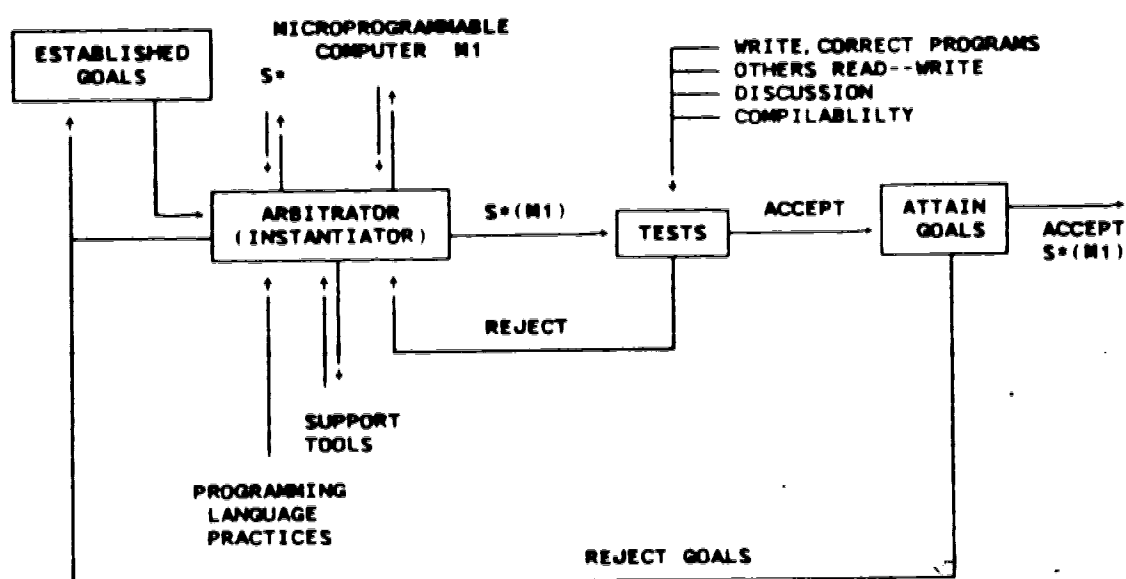 ESTABLISHED
GOALS
MICROPROGRAMMABLE
COMPUTER M1
S*
WRITE, CORRECT PROGRAMS
OTHERS READ--WRITE
DISCUSSION
COMPILABLILTY
ARBITRATOR
(INSTANTIATOR)
S*(M1)
TESTS
ACCEPT
ATTAIN
GOALS
ACCEPT
S*(M1)
REJECT
SUPPORT
TOOLS
PROGRAMMING
LANGUAGE
PRACTICES
REJECT GOALS